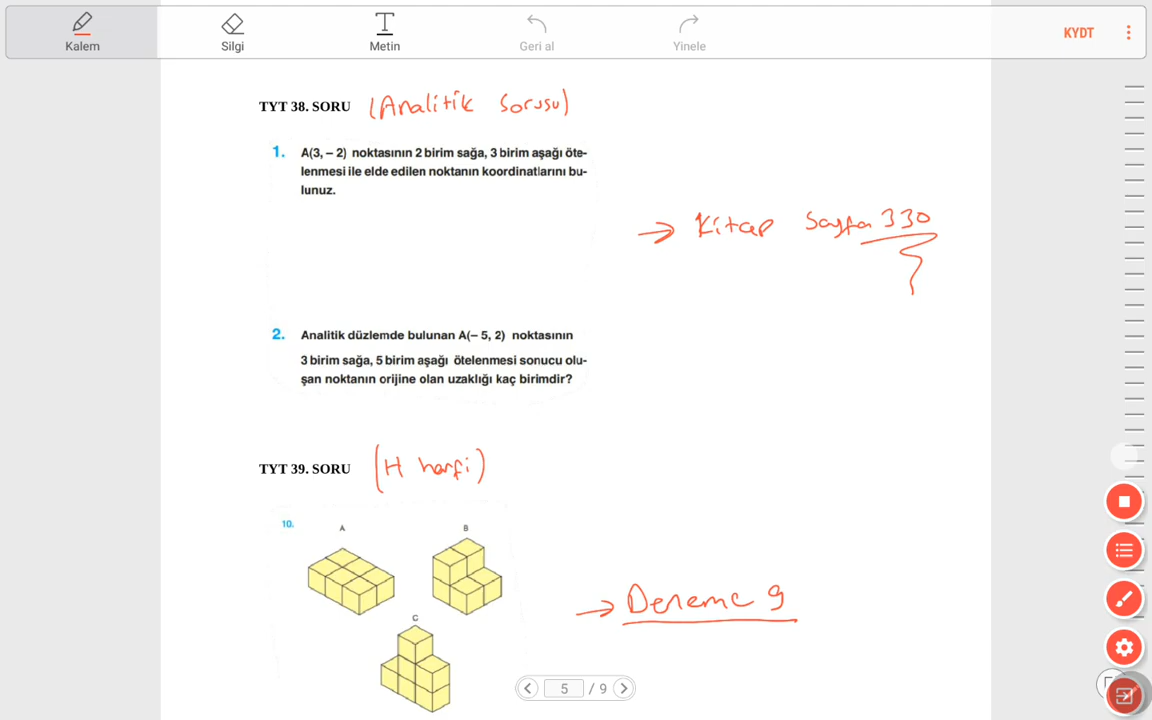 Kalem
Silgi
Metin
Geri al
Yinele
KYDT
TYT 38. SORU (Analitik Sorusu)
1. A(3, – 2) noktasının 2 birim sağa, 3 birim aşağı öte-
lenmesi ile elde edilen noktanın koordinatlarını bu-
lunuz.
→ Kitap Sayfa 330
2. Analitik düzlemde bulunan A(– 5, 2) noktasının
3 birim sağa, 5 birim aşağı ötelenmesi sonucu olu-
şan noktanın orijine olan uzaklığı kaç birimdir?
TYT 39. SORU (H harfi)
10.
A
B
→ Deneme 9
C
5 / 9